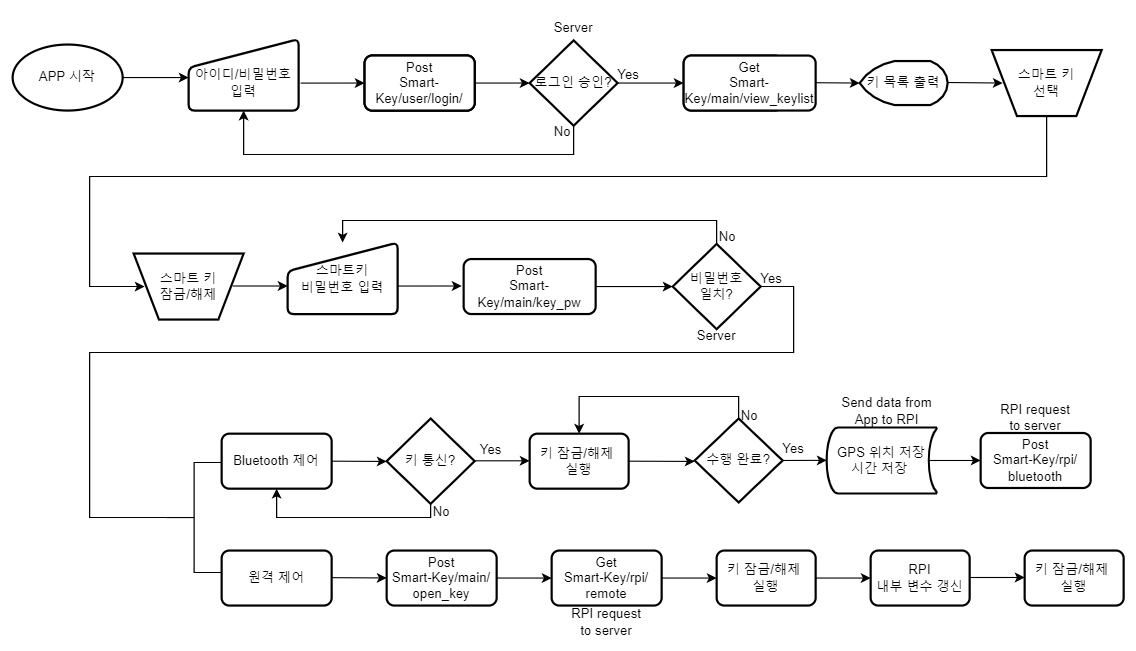 Server
APP 시작
아이디/비밀번호
입력
Post
Smart-
Key/user/login/
로그인 승인?
Yes
No
Get
Smart-
Key/main/view_keylist
키 목록 출력
스마트 키
선택
스마트 키
잠금/해제
스마트키
비밀번호 입력
Post
Smart-
Key/main/key_pw
No
비밀번호
일치?
Yes
Server
Bluetooth 제어
키 통신?
Yes
No
키 잠금/해제
실행
No
수행 완료?
Yes
Send data from
App to RPI
GPS 위치 저장
시간 저장
RPI request
to server
Post
Smart-Key/rpi/
bluetooth
원격 제어
Post
Smart-Key/main/
open_key
Get
Smart-Key/rpi/
remote
RPI request
to server
키 잠금/해제
실행
RPI
내부 변수 갱신
키 잠금/해제
실행